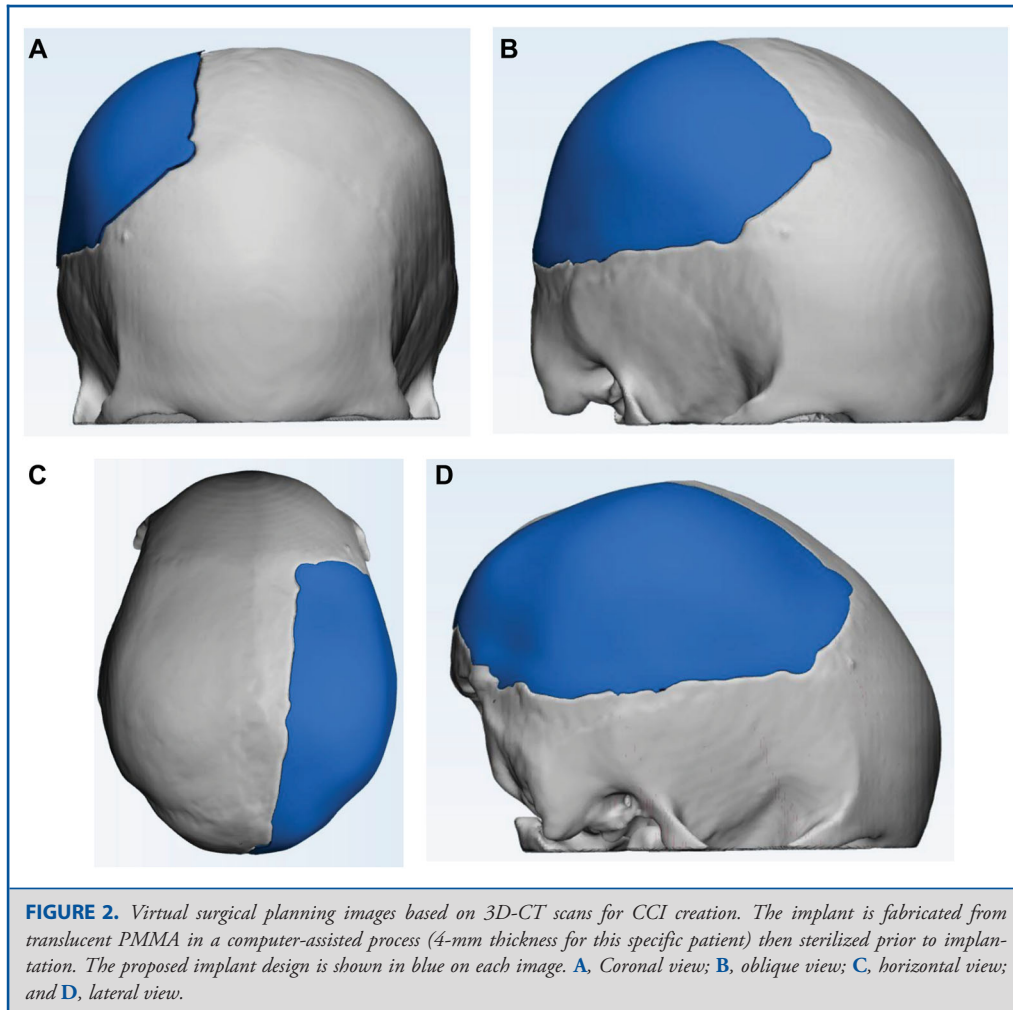 A
B
C
D
FIGURE 2. Virtual surgical planning images based on 3D-CT scans for CCI creation. The implant is fabricated from
translucent PMMA in a computer-assisted process (4-mm thickness for this specific patient) then sterilized prior to implan-
tation. The proposed implant design is shown in blue on each image. A, Coronal view; B, oblique view; C, horizontal view;
and D, lateral view.